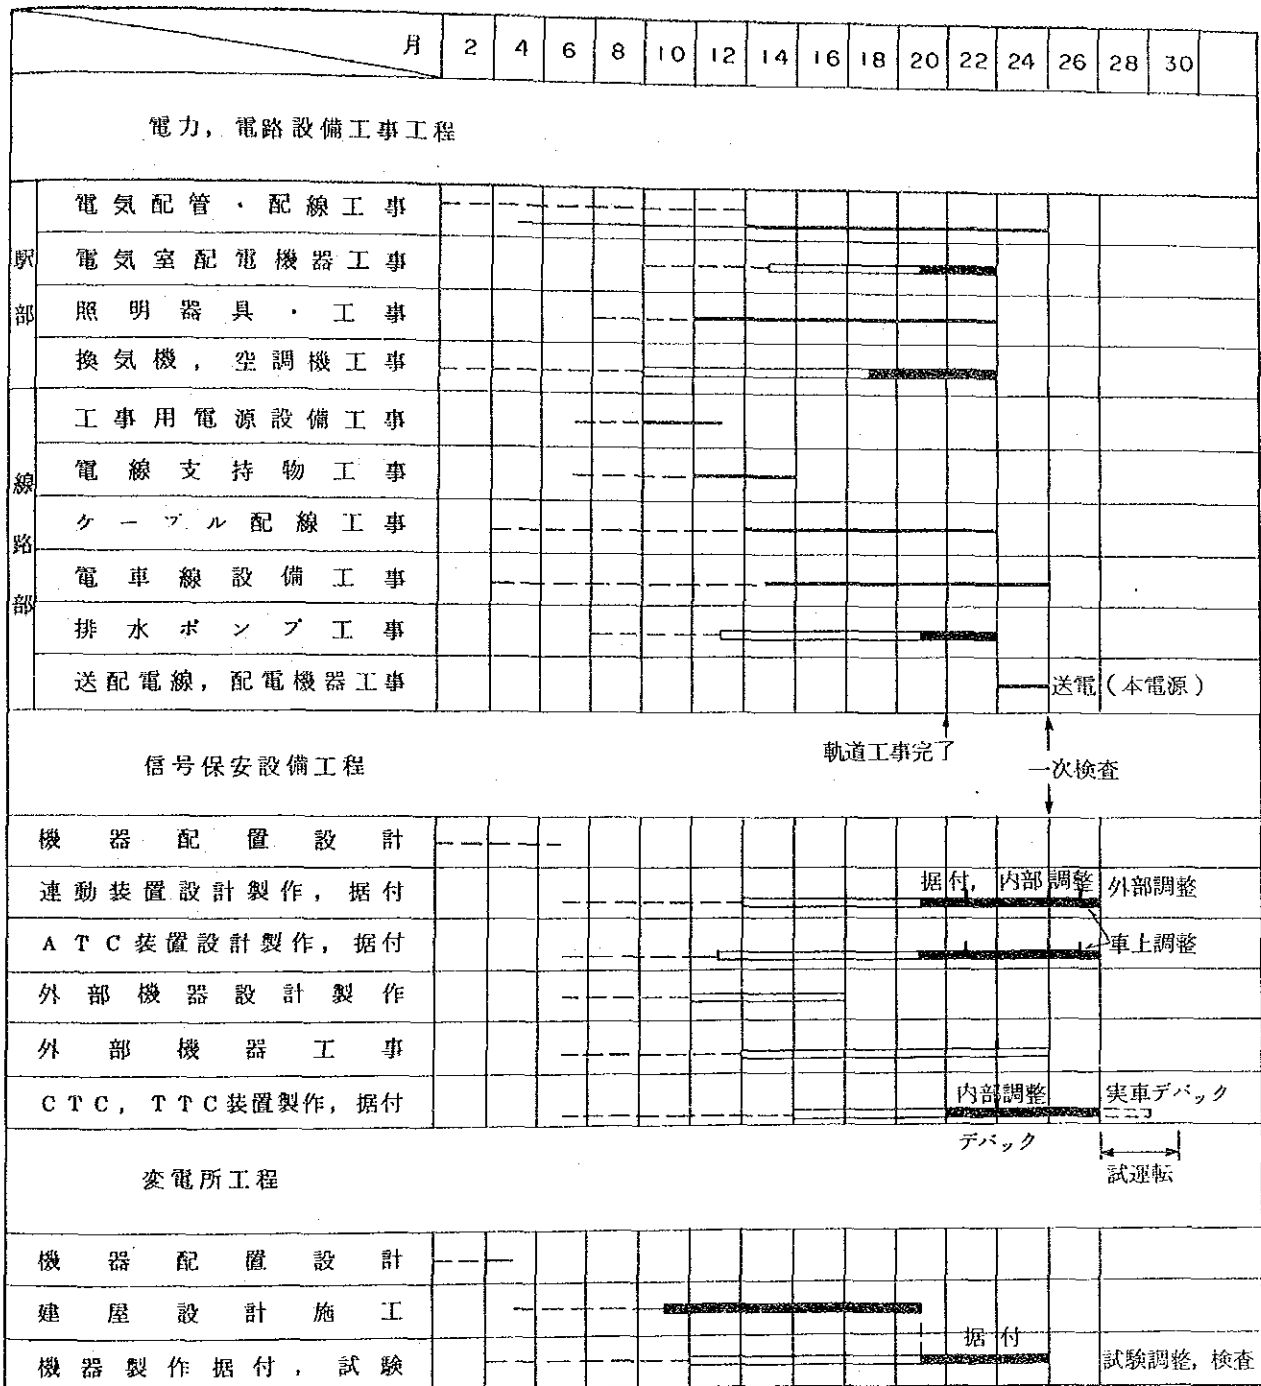 月 2 4 6 8 10 12 14 16 18 20 22 24 26 28 30
電力，電路設備工事工程
駅部
電気配管・配線工事
電気室配電機器工事
照明器具・工事
換気機，空調機工事
線路部
工事用電源設備工事
電線支持物工事
ケーブル配線工事
電車線設備工事
排水ポンプ工事
送配電線，配電機器工事 送電（本電源）
軌道工事完了
一次検査
信号保安設備工程
機器配置設計
連動装置設計製作，据付 据付，内部調整 外部調整
ATC装置設計製作，据付 車上調整
外部機器設計製作
外部機器工事
CTC，TTC装置製作，据付 内部調整 実車デバック
デバック
試運転
変電所工程
機器配置設計
建屋設計施工
据付
機器製作据付，試験 試験調整，検査